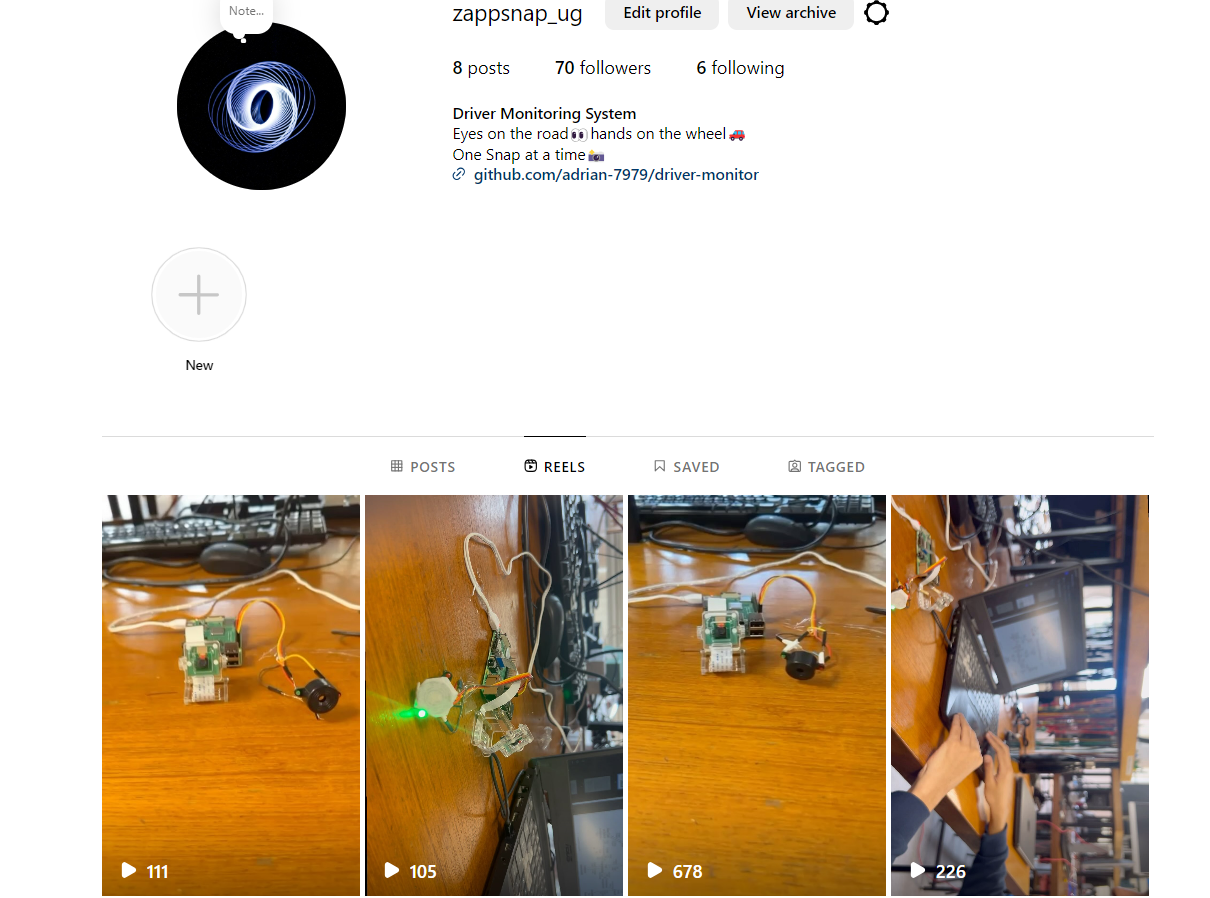 Note...
zappsnap_ug Edit profile View archive
8 posts 70 followers 6 following
Driver Monitoring System
Eyes on the road👀hands on the wheel🚗
One Snap at a time📸
github.com/adrian-7979/driver-monitor
New
POSTS REELS SAVED TAGGED
111 105 678 226